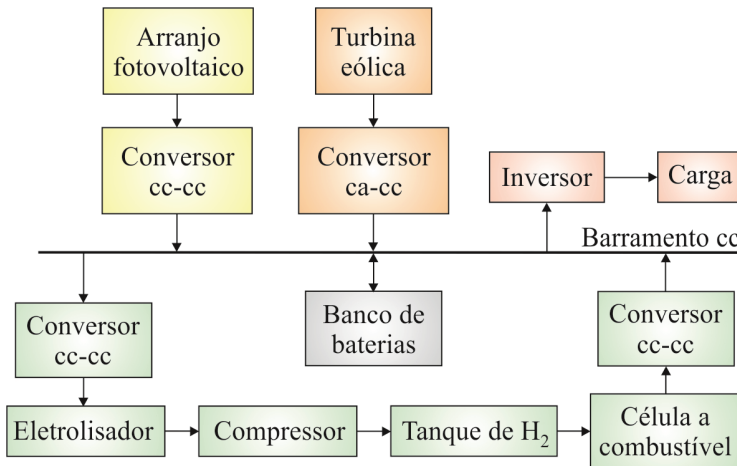 Arranjo
fotovoltaico
Turbina
eólica
Conversor
cc-cc
Conversor
ca-cc
Inversor
Carga
Barramento cc
Conversor
cc-cc
Banco de
baterias
Conversor
cc-cc
Eletrolisador
Compressor
Tanque de H₂
Célula a
combustível